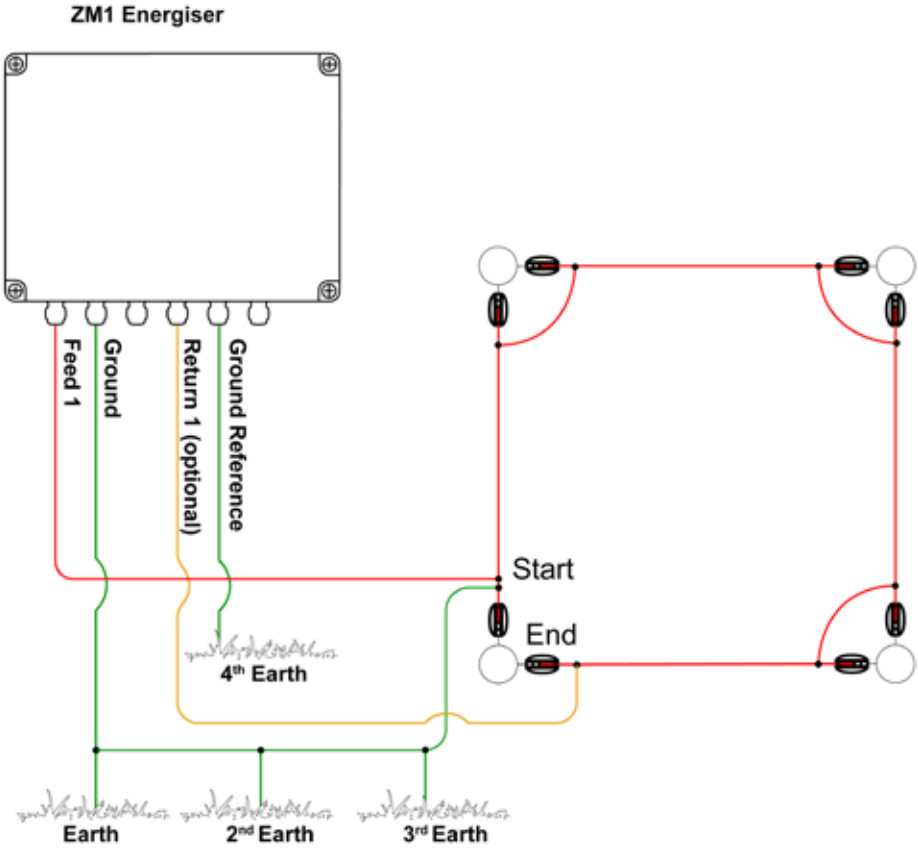 ZM1 Energiser
Feed 1
Ground
Return 1 (optional)
Ground Reference
Start
End
4th Earth
Earth
2nd Earth
3rd Earth